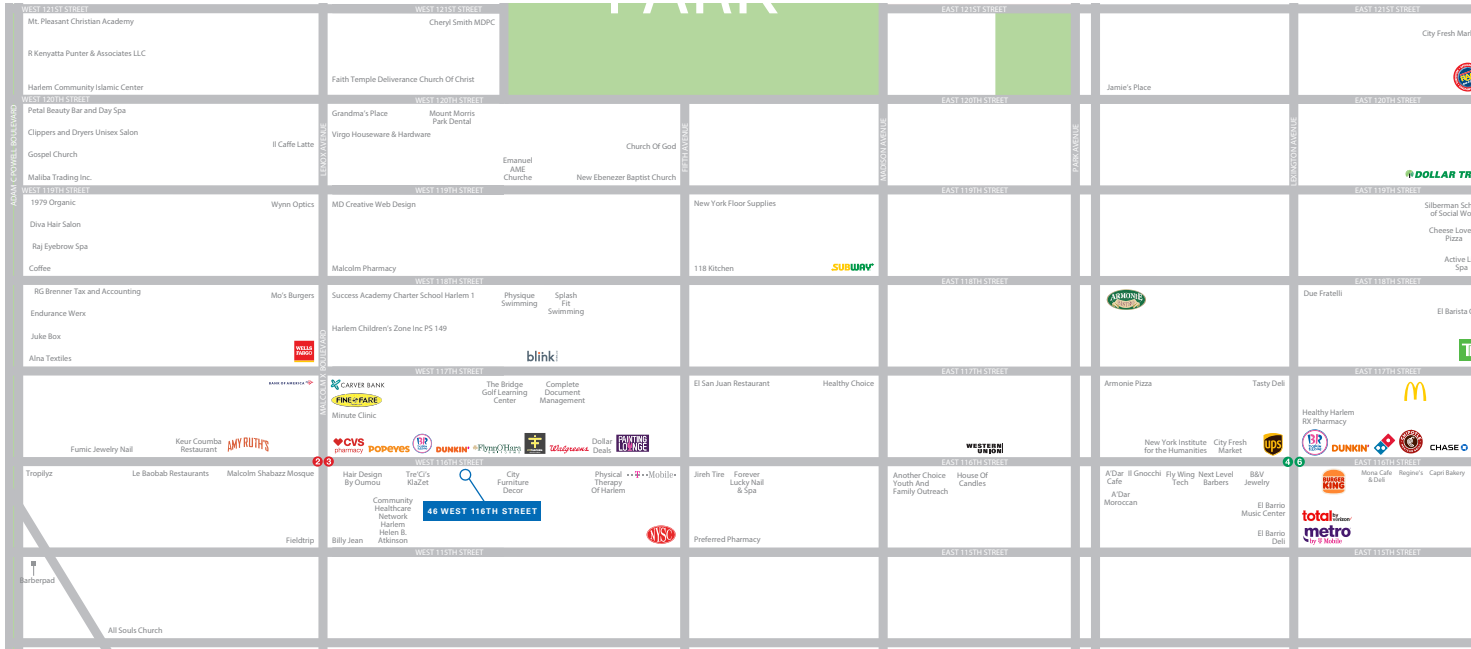 PARK
WEST 121ST STREET
WEST 121ST STREET
EAST 121ST STREET
EAST 121ST STREET
Mt. Pleasant Christian Academy
R Kenyatta Punter & Associates LLC
Harlem Community Islamic Center
Cheryl Smith MDPC
Faith Temple Deliverance Church Of Christ
Jamie's Place
City Fresh Mar
WEST 120TH STREET
WEST 120TH STREET
EAST 120TH STREET
EAST 120TH STREET
ADAM C POWELL BOULEVARD
LENOX AVENUE
FIFTH AVENUE
MADISON AVENUE
PARK AVENUE
LEXINGTON AVENUE
Petal Beauty Bar and Day Spa
Clippers and Dryers Unisex Salon
Gospel Church
Maliba Trading Inc.
Il Caffe Latte
Grandma's Place
Virgo Houseware & Hardware
Mount Morris
Park Dental
Emanuel
AME
Churche
Church Of God
New Ebenezer Baptist Church
DOLLAR TR
WEST 119TH STREET
WEST 119TH STREET
EAST 119TH STREET
EAST 119TH STREET
1979 Organic
Diva Hair Salon
Raj Eyebrow Spa
Coffee
Wynn Optics
MD Creative Web Design
Malcolm Pharmacy
New York Floor Supplies
118 Kitchen
SUBWAY
Silberman Sch
of Social Wo
Cheese Love
Pizza
Active L
Spa
WEST 118TH STREET
EAST 118TH STREET
EAST 118TH STREET
MALCOLM X BOULEVARD
RG Brenner Tax and Accounting
Endurance Werx
Juke Box
Alna Textiles
Mo's Burgers
WELLS
FARGO
Success Academy Charter School Harlem 1
Harlem Children's Zone Inc PS 149
Physique
Swimming
Splash
Fit
Swimming
blink
ARMONIE
Due Fratelli
El Barista
WEST 117TH STREET
EAST 117TH STREET
EAST 117TH STREET
BANK OF AMERICA
Fumic Jewelry Nail
Keur Coumba
Restaurant
AMY RUTH'S
CARVER BANK
FINE FARE
Minute Clinic
The Bridge
Golf Learning
Center
Complete
Document
Management
CVS
pharmacy
POPEYES
BR
DUNKIN'
Flynn O'Hara
Walgreens
Dollar
Deals
PAINTING
LOUNGE
El San Juan Restaurant
Healthy Choice
WESTERN
UNION
Armonie Pizza
Tasty Deli
New York Institute
for the Humanities
City Fresh
Market
ups
Healthy Harlem
RX Pharmacy
BR
DUNKIN'
CHASE
2 3
4 6
WEST 116TH STREET
EAST 116TH STREET
EAST 116TH STREET
Tropilyz
Le Baobab Restaurants
Malcolm Shabazz Mosque
Fieldtrip
Hair Design
By Oumou
Tre'Ci's
KlaZet
City
Furniture
Decor
Physical
Therapy
Of Harlem
T Mobile
Community
Healthcare
Network
Harlem
Helen B.
Atkinson
Billy Jean
46 WEST 116TH STREET
NYSC
Jireh Tire
Forever
Lucky Nail
& Spa
Preferred Pharmacy
Another Choice
Youth And
Family Outreach
House Of
Candles
A'Dar
Cafe
Il Gnocchi
Fly Wing
Tech
Next Level
Barbers
B&V
Jewelry
A'Dar
Moroccan
El Barrio
Music Center
El Barrio
Deli
BURGER
KING
Mona Cafe
& Deli
Regine's
Capri Bakery
total by
verizon
metro
by T Mobile
WEST 115TH STREET
EAST 115TH STREET
EAST 115TH STREET
Barberpad
All Souls Church